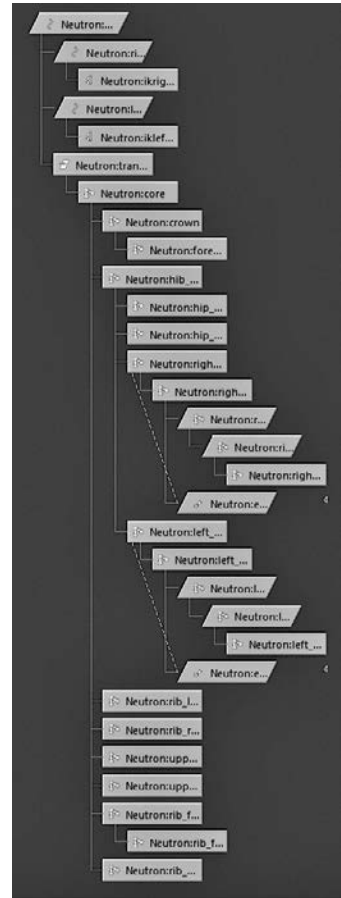 Neutron:...
Neutron:ri...
Neutron:ikrig...
Neutron:l...
Neutron:iklef...
Neutron:tran...
Neutron:core
Neutron:crown
Neutron:fore...
Neutron:hib_...
Neutron:hip_...
Neutron:hip_...
Neutron:righ...
Neutron:righ...
Neutron:r...
Neutron:ri...
Neutron:righ...
Neutron:e...
4
Neutron:left_...
Neutron:left_...
Neutron:l...
Neutron:l...
Neutron:left_...
Neutron:e...
4
Neutron:rib_l...
Neutron:rib_r...
Neutron:upp...
Neutron:upp...
Neutron:rib_f...
Neutron:rib_f...
Neutron:rib_...